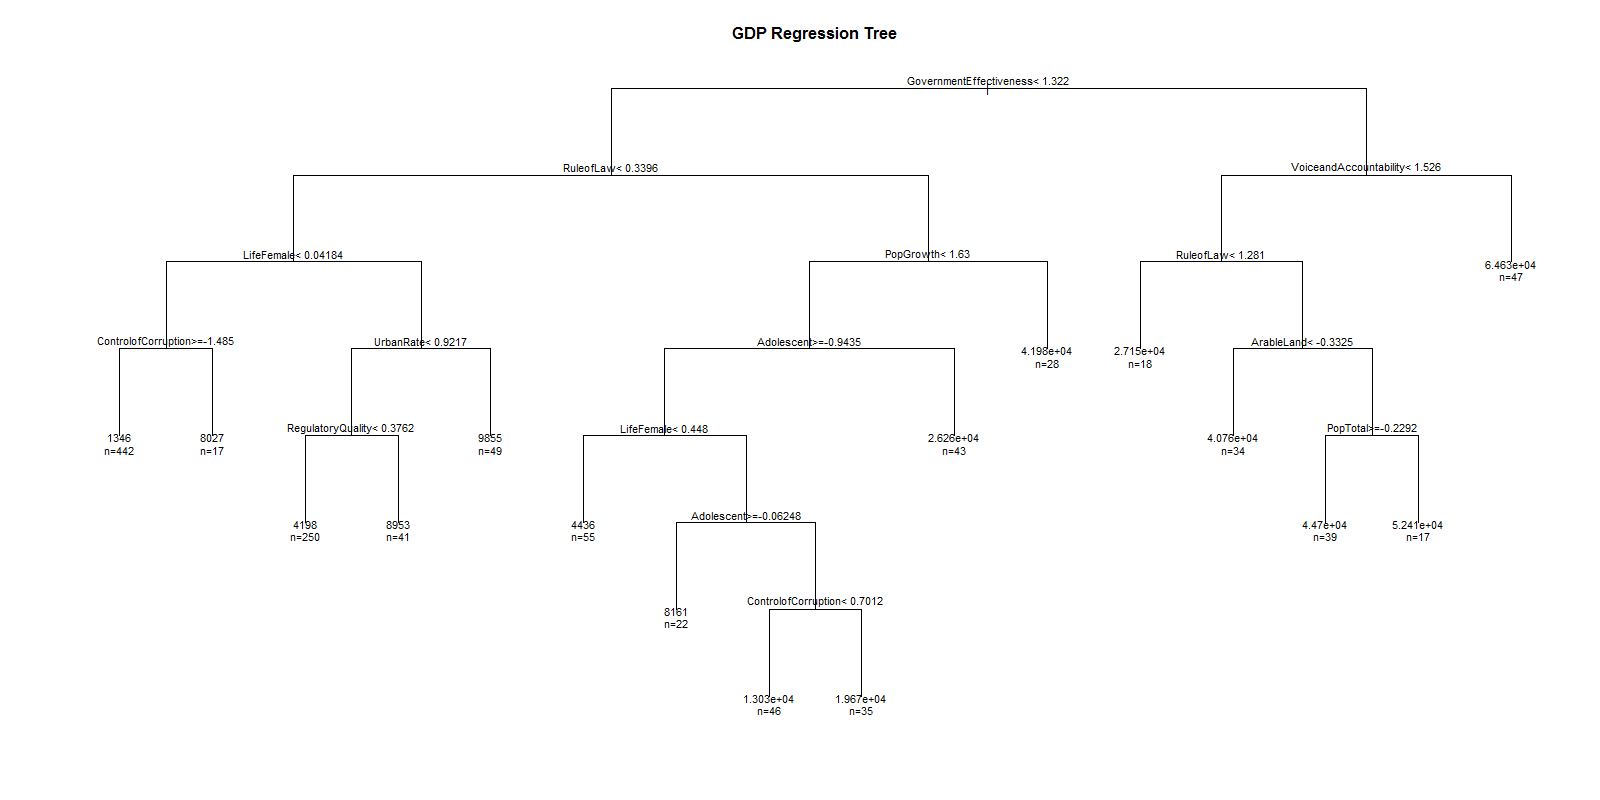 GDP Regression Tree
GovernmentEffectiveness< 1.322
RuleofLaw< 0.3396
VoiceandAccountability< 1.526
LifeFemale< 0.04184
PopGrowth< 1.63
RuleofLaw< 1.281
6.463e+04
n=47
ControlofCorruption>=-1.485
UrbanRate< 0.9217
Adolescent>=-0.9435
4.198e+04
n=28
2.715e+04
n=18
ArableLand< -0.3325
1346
n=442
8027
n=17
RegulatoryQuality< 0.3762
9855
n=49
LifeFemale< 0.448
2.626e+04
n=43
4.076e+04
n=34
PopTotal>=-0.2292
4198
n=250
8953
n=41
4436
n=55
Adolescent>=-0.06248
4.47e+04
n=39
5.241e+04
n=17
8161
n=22
ControlofCorruption< 0.7012
1.303e+04
n=46
1.967e+04
n=35